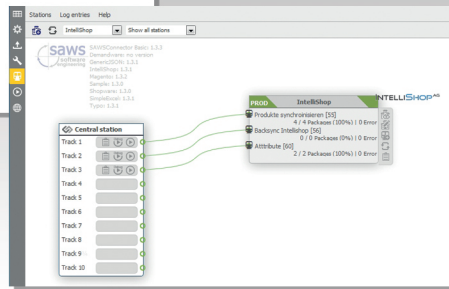 Stations Log entries Help
IntelliShop Show all stations
saws
software
engineering
SAWSConnector Basic: 1.3.3
Demandware: no version
GenericJSON: 1.3.1
IntelliShop: 1.3.1
Magento: 1.3.2
Sample: 1.3.0
Shopware: 1.3.0
SimpleExcel: 1.3.1
Typo: 1.3.1
PROD IntelliShop
INTELLISHOP AG
Produkte synchroinisieren [55]
4 / 4 Packages (100%) | 0 Error
Backsync Intellishop [56]
0 / 0 Packages (0%) | 0 Error
Atttribute [60]
2 / 2 Packages (100%) | 0 Error
Central station
Track 1
Track 2
Track 3
Track 4
Track 5
Track 6
Track 7
Track 8
Track 9
Track 10